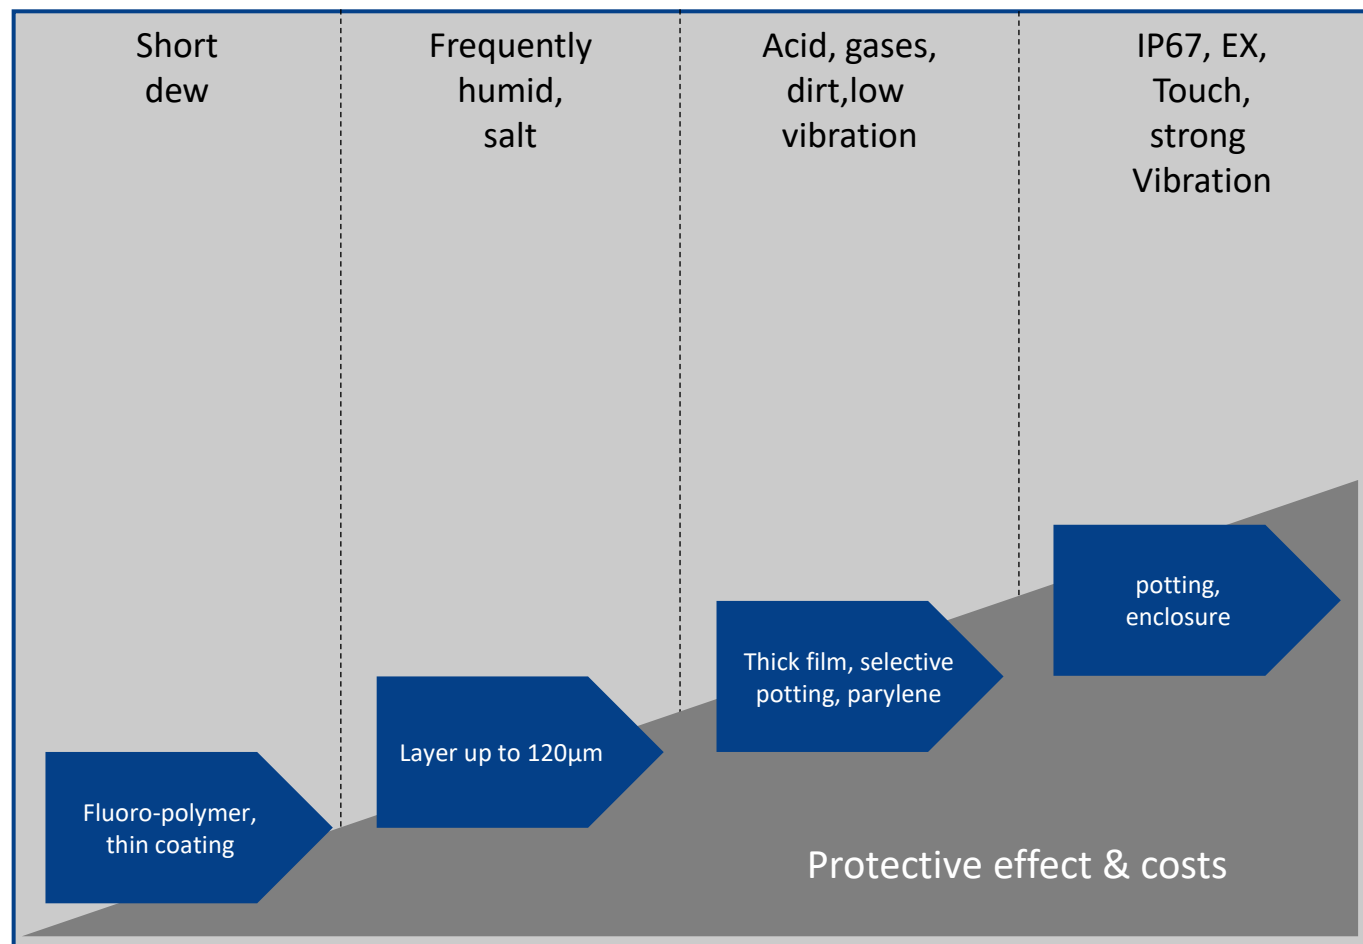 Short
dew
Frequently
humid,
salt
Acid, gases,
dirt,low
vibration
IP67, EX,
Touch,
strong
Vibration
potting,
enclosure
Thick film, selective
potting, parylene
Layer up to 120µm
Fluoro-polymer,
thin coating
Protective effect & costs